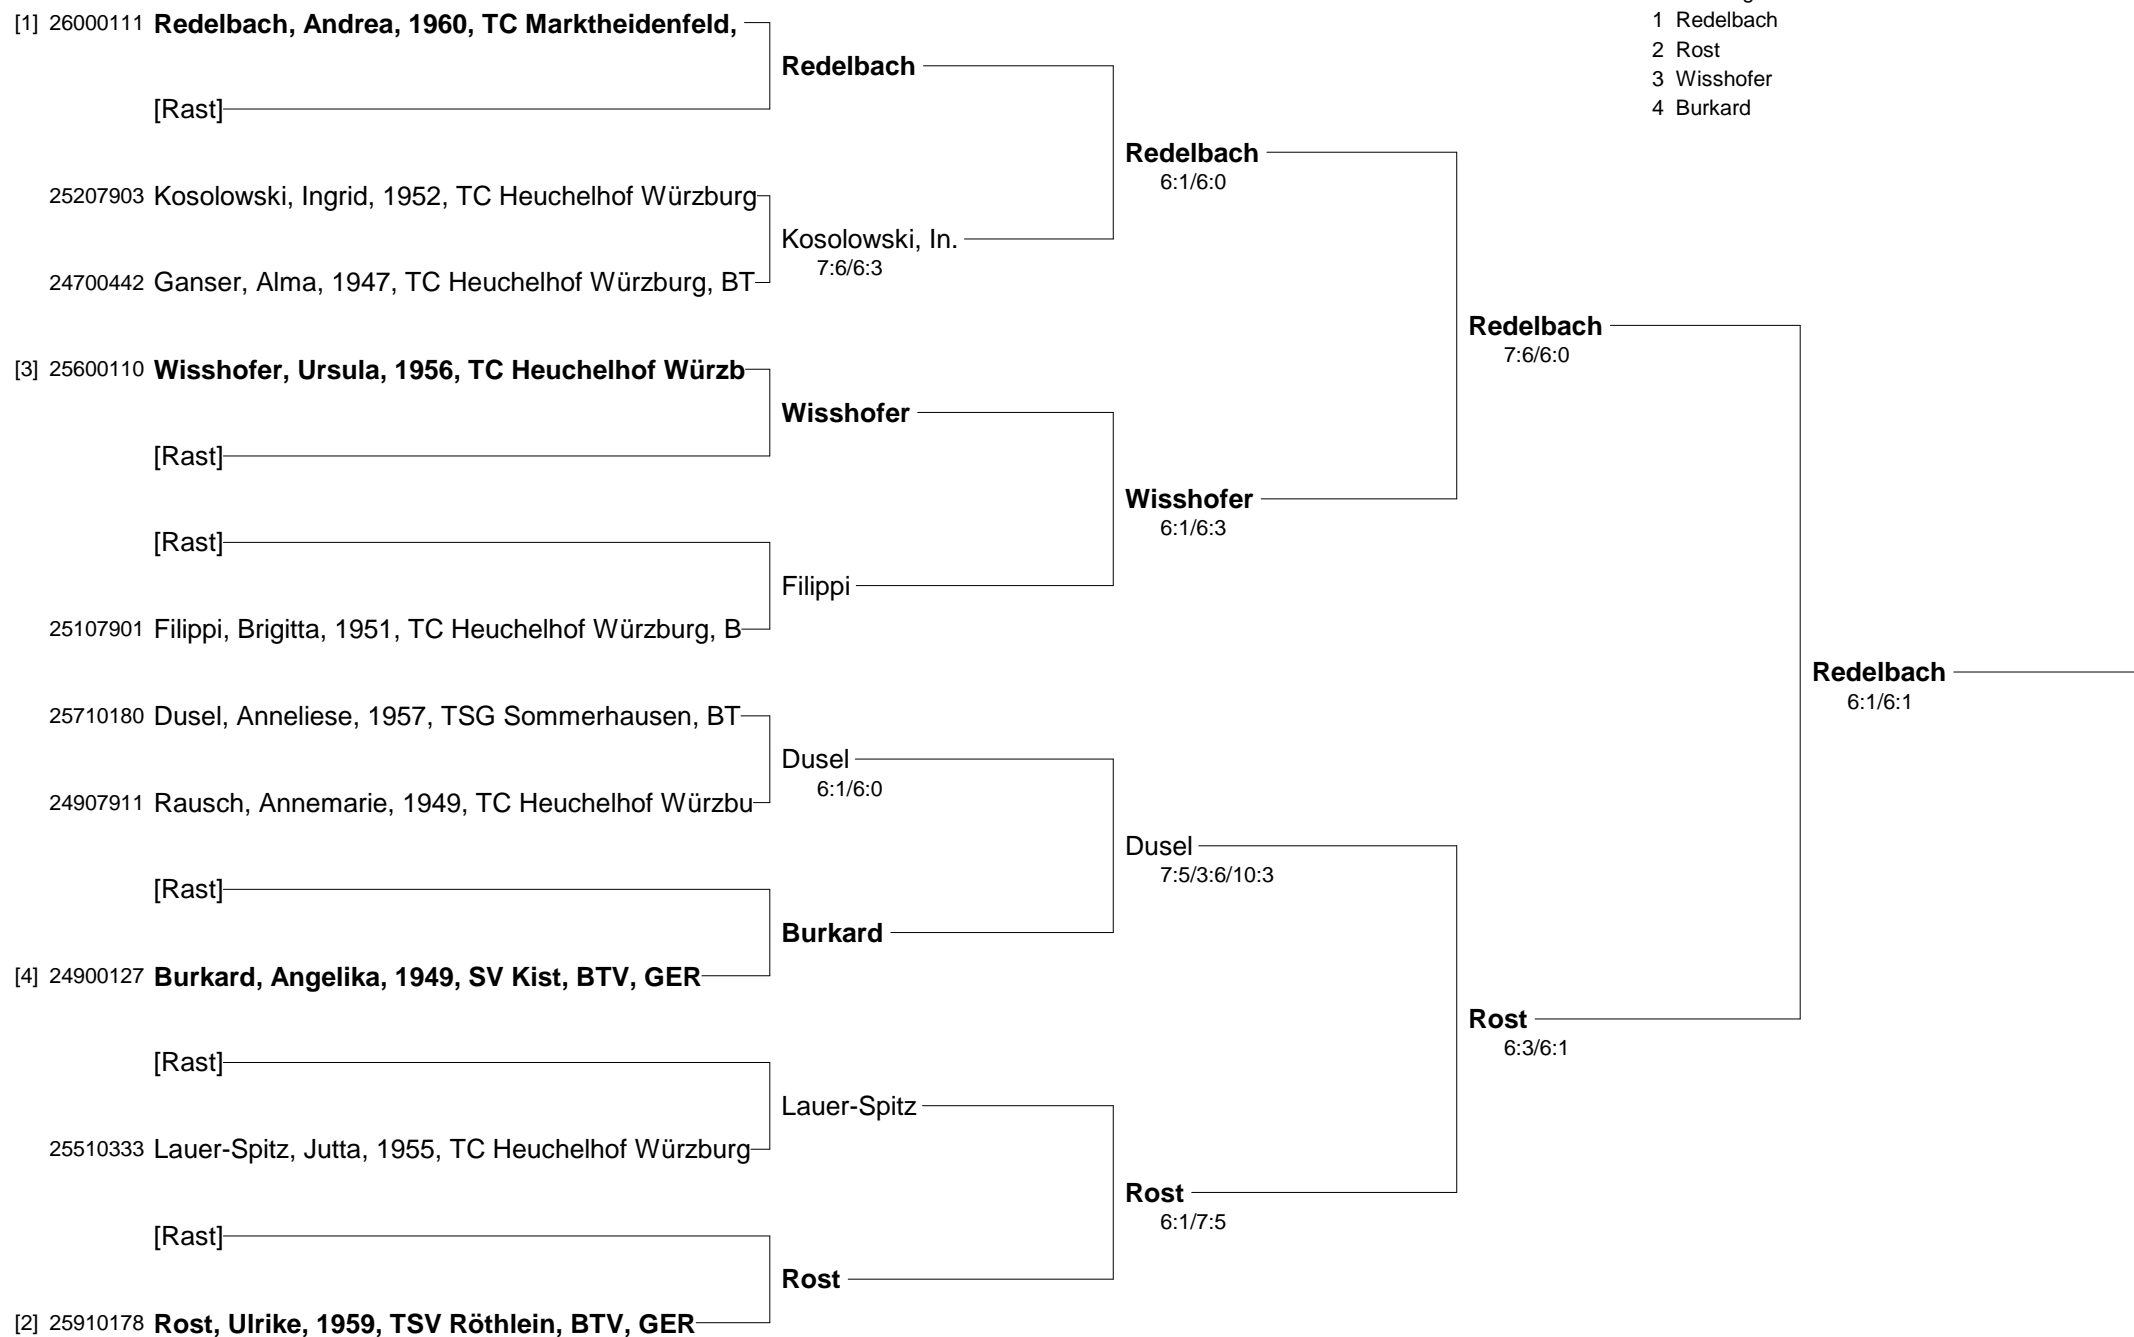 [1] 26000111 Redelbach, Andrea, 1960, TC Marktheidenfeld,
[Rast]
25207903 Kosolowski, Ingrid, 1952, TC Heuchelhof Würzburg
24700442 Ganser, Alma, 1947, TC Heuchelhof Würzburg, BT
[3] 25600110 Wisshofer, Ursula, 1956, TC Heuchelhof Würzb
[Rast]
[Rast]
25107901 Filippi, Brigitta, 1951, TC Heuchelhof Würzburg, B
25710180 Dusel, Anneliese, 1957, TSG Sommerhausen, BT
24907911 Rausch, Annemarie, 1949, TC Heuchelhof Würzbu
[Rast]
[4] 24900127 Burkard, Angelika, 1949, SV Kist, BTV, GER
[Rast]
25510333 Lauer-Spitz, Jutta, 1955, TC Heuchelhof Würzburg
[Rast]
[2] 25910178 Rost, Ulrike, 1959, TSV Röthlein, BTV, GER
Redelbach
Kosolowski, In.
7:6/6:3
Wisshofer
Filippi
Dusel
6:1/6:0
Burkard
Lauer-Spitz
Rost
Redelbach
6:1/6:0
Wisshofer
6:1/6:3
Dusel
7:5/3:6/10:3
Rost
6:1/7:5
Redelbach
7:6/6:0
Rost
6:3/6:1
Redelbach
6:1/6:1
1 Redelbach
2 Rost
3 Wisshofer
4 Burkard